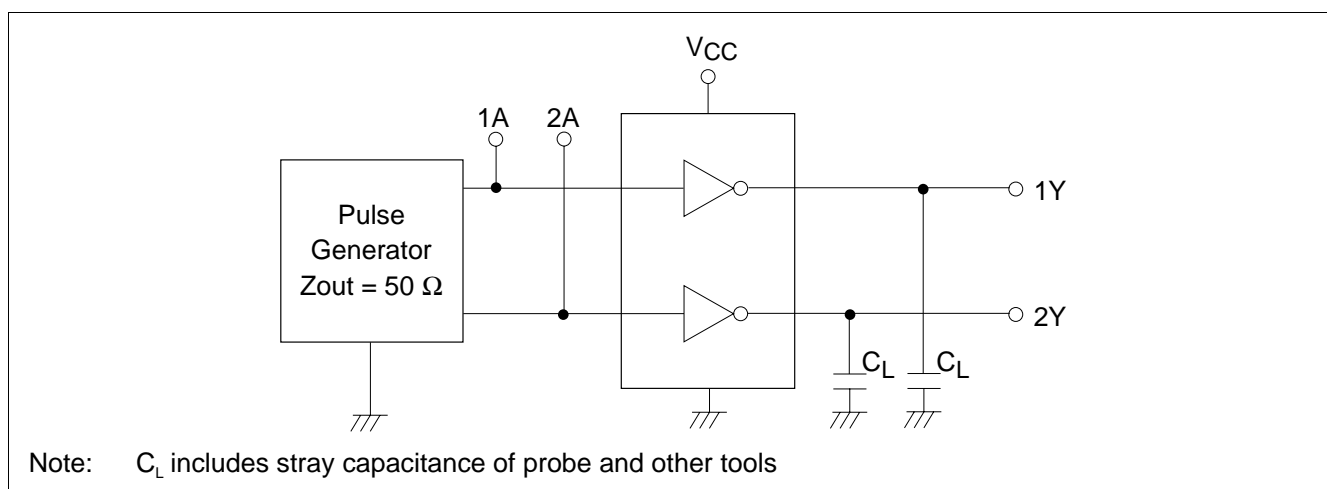 VCC
1A 2A
Pulse
Generator
Zout = 50 Ω
1Y
2Y
CL CL
Note: CL includes stray capacitance of probe and other tools